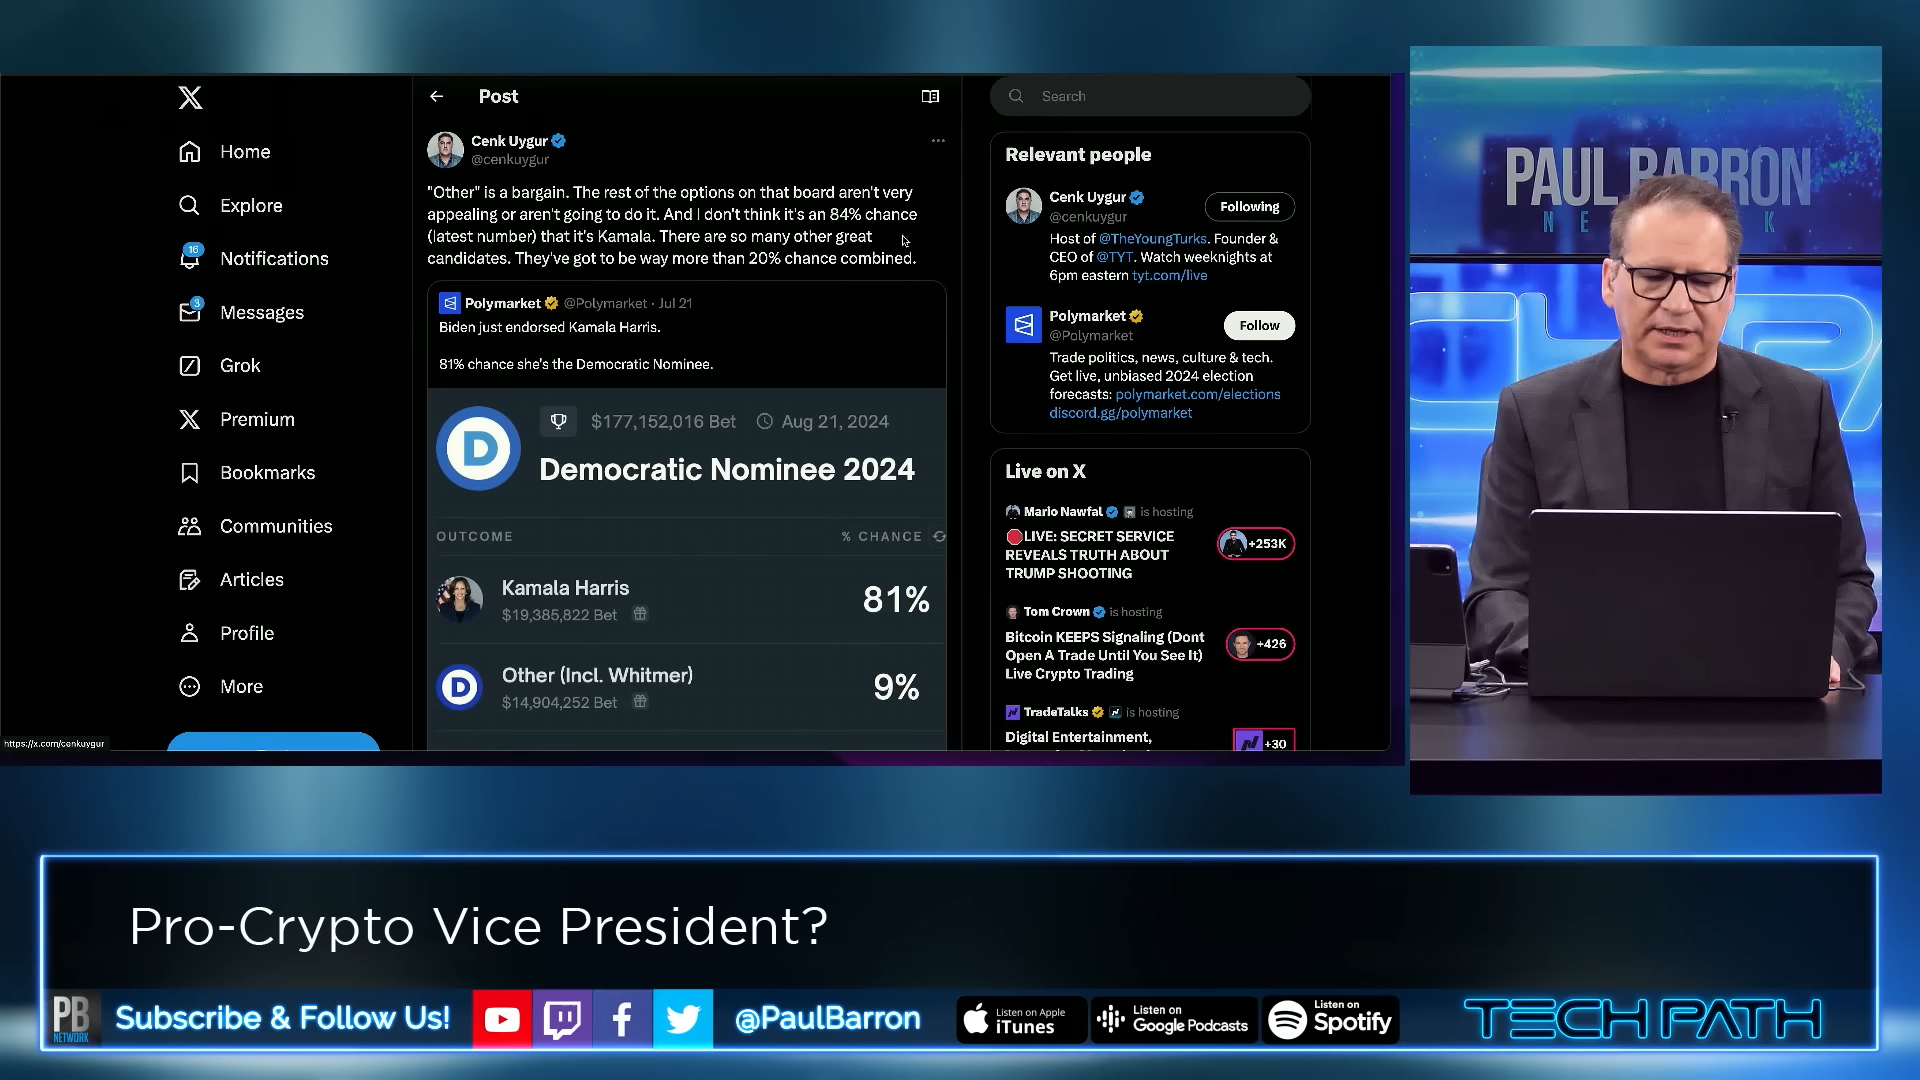 Home
Explore
16
Notifications
3
Messages
Grok
Premium
Bookmarks
Communities
Articles
Profile
More
https://x.com/cenkuygur
Post
Cenk Uygur
@cenkuygur
"Other" is a bargain. The rest of the options on that board aren't very
appealing or aren't going to do it. And I don't think it's an 84% chance
(latest number) that it's Kamala. There are so many other great
candidates. They've got to be way more than 20% chance combined.
Polymarket @Polymarket · Jul 21
Biden just endorsed Kamala Harris.
81% chance she's the Democratic Nominee.
D
$177,152,016 Bet Aug 21, 2024
Democratic Nominee 2024
OUTCOME % CHANCE
Kamala Harris
$19,385,822 Bet
81%
D
Other (Incl. Whitmer)
$14,904,252 Bet
9%
Search
Relevant people
Cenk Uygur
@cenkuygur
Following
Host of @TheYoungTurks. Founder &
CEO of @TYT. Watch weeknights at
6pm eastern tyt.com/live
Polymarket
@Polymarket
Follow
Trade politics, news, culture & tech.
Get live, unbiased 2024 election
forecasts: polymarket.com/elections
discord.gg/polymarket
Live on X
Mario Nawfal is hosting
LIVE: SECRET SERVICE
REVEALS TRUTH ABOUT
TRUMP SHOOTING
+253K
Tom Crown is hosting
Bitcoin KEEPS Signaling (Dont
Open A Trade Until You See It)
Live Crypto Trading
+426
TradeTalks is hosting
Digital Entertainment,
+30
PAUL BARRON
Pro-Crypto Vice President?
PB
NETWORK
Subscribe & Follow Us!
@PaulBarron
Listen on Apple
iTunes
Listen on
Google Podcasts
Listen on
Spotify
TECH PATH